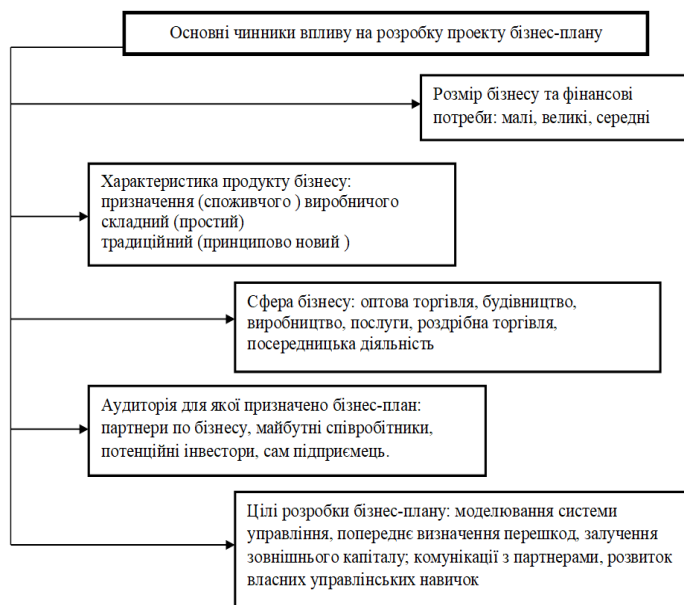 Основні чинники впливу на розробку проекту бізнес-плану
Розмір бізнесу та фінансові
потреби: малі, великі, середні
Характеристика продукту бізнесу:
призначення (споживчого ) виробничого
складний (простий)
традиційний (принципово новий )
Сфера бізнесу: оптова торгівля, будівництво,
виробництво, послуги, роздрібна торгівля,
посередницька діяльність
Аудиторія для якої призначено бізнес-план:
партнери по бізнесу, майбутні співробітники,
потенційні інвестори, сам підприємець.
Цілі розробки бізнес-плану: моделювання системи
управління, попереднє визначення перешкод, залучення
зовнішнього капіталу; комунікації з партнерами, розвиток
власних управлінських навичок